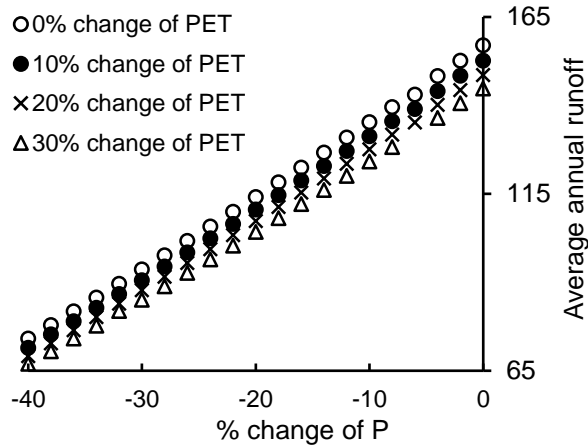 165
0% change of PET
10% change of PET
20% change of PET
30% change of PET
115
Average annual runoff
65
-40 -30 -20 -10 0
% change of P